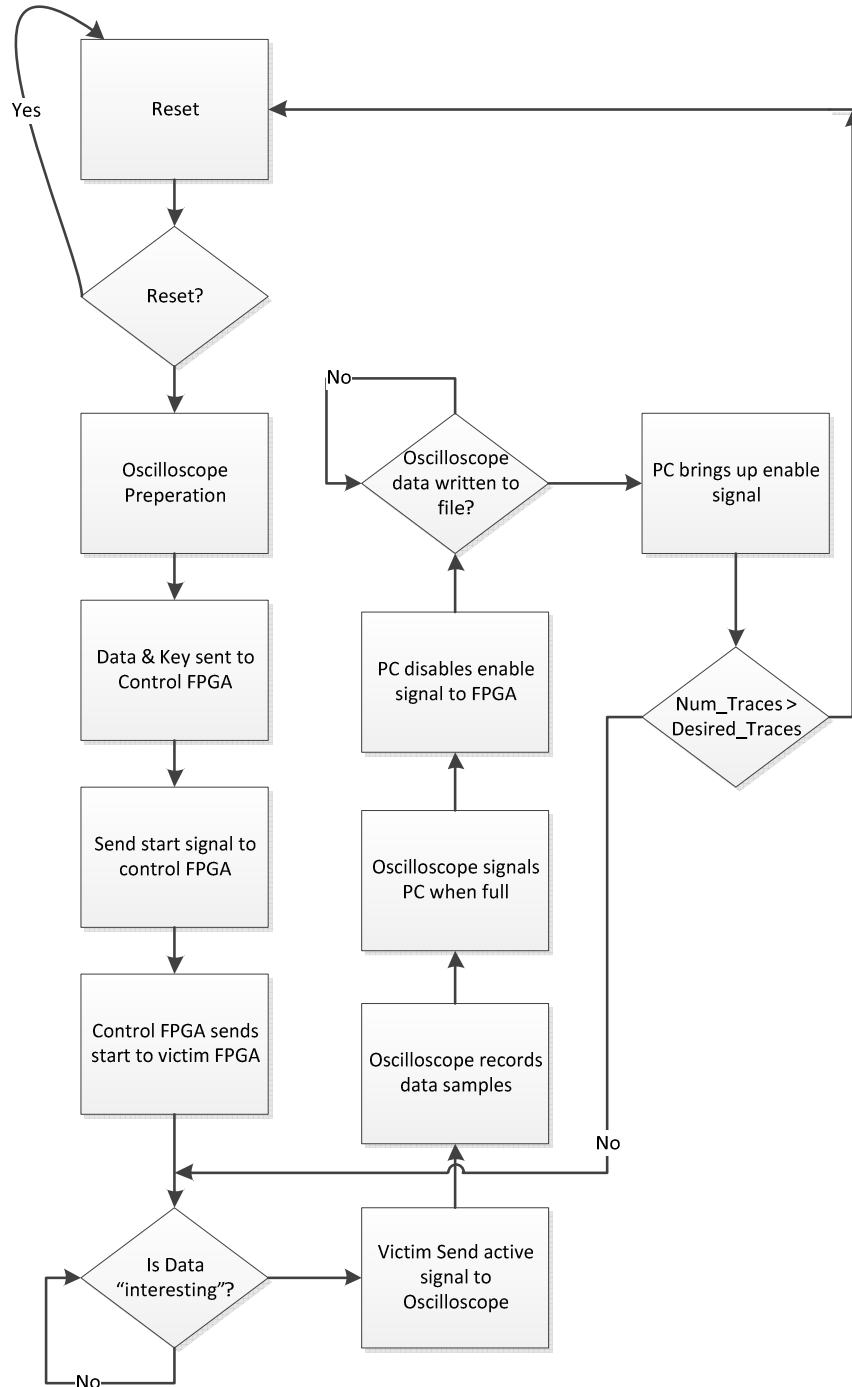 Reset
Yes
Reset?
Oscilloscope
Preperation
Data & Key sent to
Control FPGA
Send start signal to
control FPGA
Control FPGA sends
start to victim FPGA
Is Data
“interesting”?
No
Victim Send active
signal to
Oscilloscope
Oscilloscope records
data samples
Oscilloscope signals
PC when full
PC disables enable
signal to FPGA
Oscilloscope
data written to
file?
No
PC brings up enable
signal
Num_Traces >
Desired_Traces
No